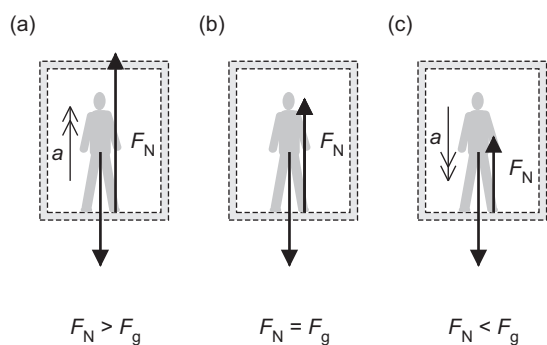 (a) (b) (c)
a F_N F_N a F_N
F_N > F_g F_N = F_g F_N < F_g